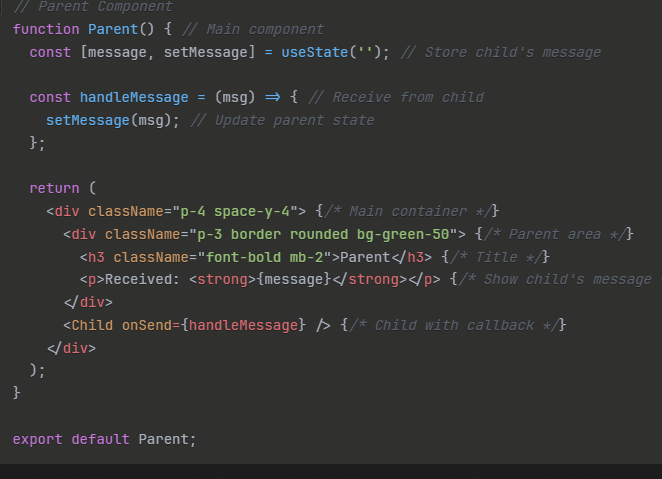 // Parent Component
function Parent() { // Main component
  const [message, setMessage] = useState(''); // Store child's message

  const handleMessage = (msg) => { // Receive from child
    setMessage(msg); // Update parent state
  };

  return (
    <div className="p-4 space-y-4"> {/* Main container */}
      <div className="p-3 border rounded bg-green-50"> {/* Parent area */}
        <h3 className="font-bold mb-2">Parent</h3> {/* Title */}
        <p>Received: <strong>{message}</strong></p> {/* Show child's message
      </div>
      <Child onSend={handleMessage} /> {/* Child with callback */}
    </div>
  );
}

export default Parent;